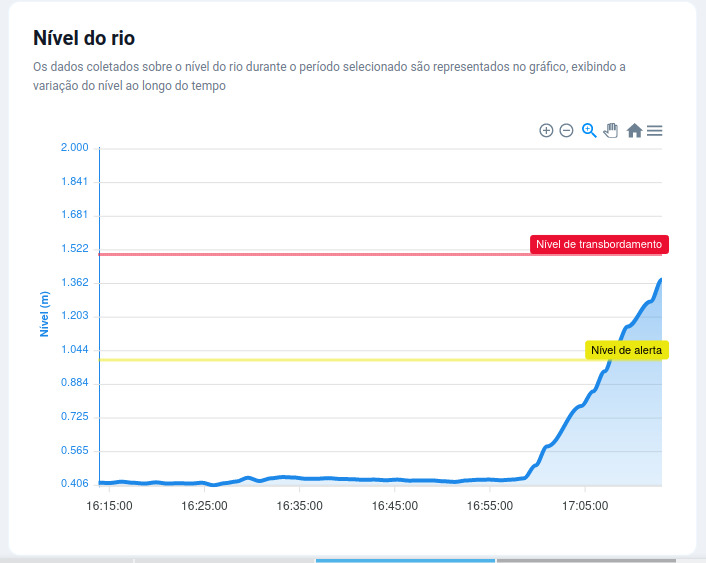 Nível do rio
Os dados coletados sobre o nível do rio durante o período selecionado são representados no gráfico, exibindo a
variação do nível ao longo do tempo
2.000
1.841
1.681
1.522
Nível de transbordamento
1.362
1.203
Nível (m)
1.044
Nível de alerta
0.884
0.725
0.565
0.406
16:15:00
16:25:00
16:35:00
16:45:00
16:55:00
17:05:00